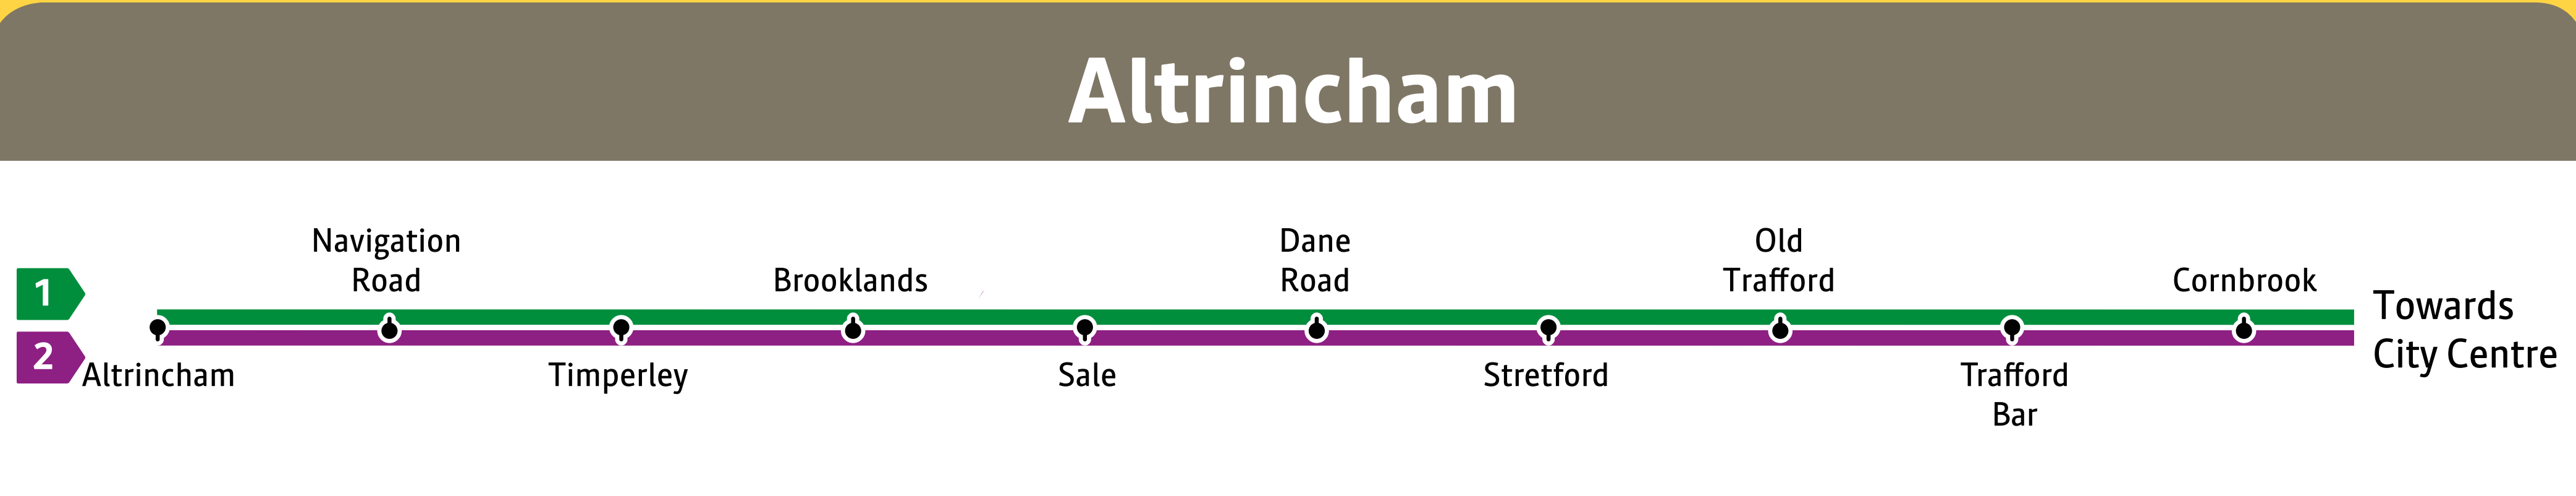 Altrincham
1
2
Altrincham
Navigation
Road
Timperley
Brooklands
Sale
Dane
Road
Stretford
Old
Trafford
Trafford
Bar
Cornbrook
Towards
City Centre